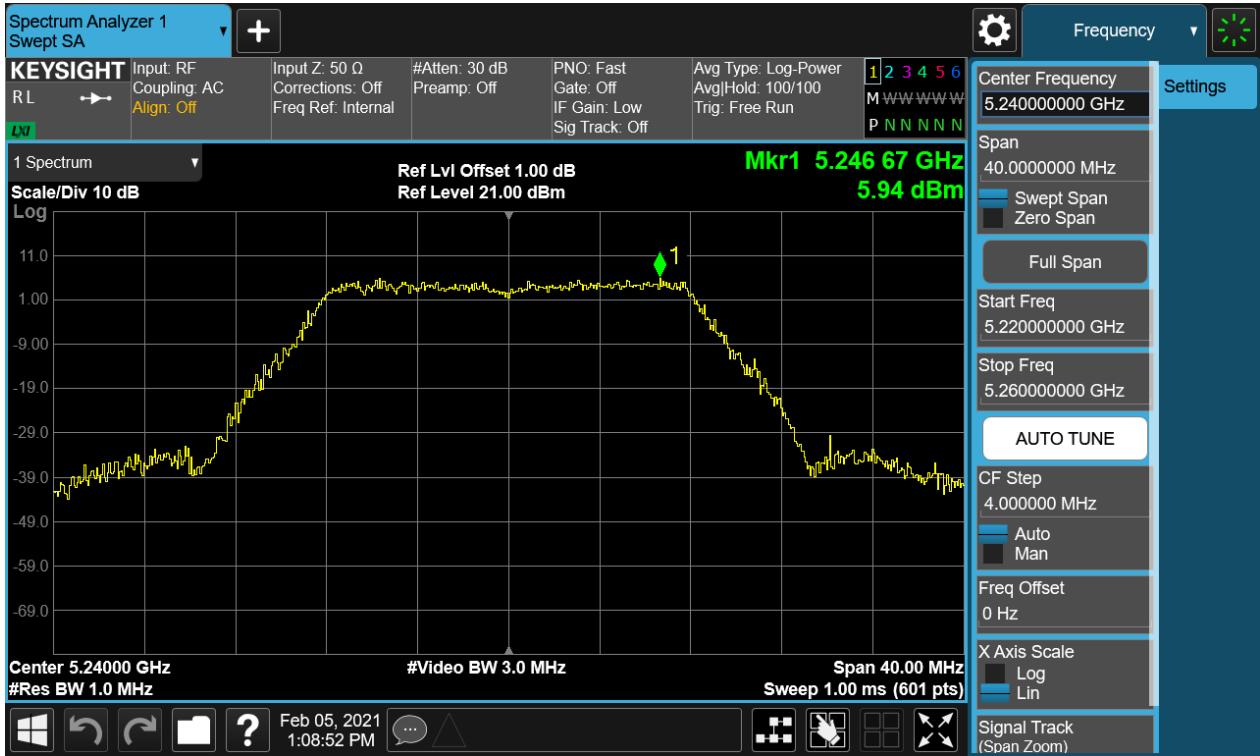 Spectrum Analyzer 1
Swept SA
Frequency
KEYSIGHT
R L
LXI
Input: RF
Coupling: AC
Align: Off
Input Z: 50 Ω
Corrections: Off
Freq Ref: Internal
#Atten: 30 dB
Preamp: Off
PNO: Fast
Gate: Off
IF Gain: Low
Sig Track: Off
Avg Type: Log-Power
Avg|Hold: 100/100
Trig: Free Run
1 2 3 4 5 6
M W W W W W
P N N N N N
1 Spectrum
Scale/Div 10 dB
Log
Ref Lvl Offset 1.00 dB
Ref Level 21.00 dBm
Mkr1 5.246 67 GHz
5.94 dBm
1
11.0
1.00
-9.00
-19.0
-29.0
-39.0
-49.0
-59.0
-69.0
Center 5.24000 GHz
#Res BW 1.0 MHz
#Video BW 3.0 MHz
Span 40.00 MHz
Sweep 1.00 ms (601 pts)
Center Frequency
5.240000000 GHz
Span
40.0000000 MHz
Swept Span
Zero Span
Full Span
Start Freq
5.220000000 GHz
Stop Freq
5.260000000 GHz
AUTO TUNE
CF Step
4.000000 MHz
Auto
Man
Freq Offset
0 Hz
X Axis Scale
Log
Lin
Signal Track
(Span Zoom)
Settings
?
Feb 05, 2021
1:08:52 PM